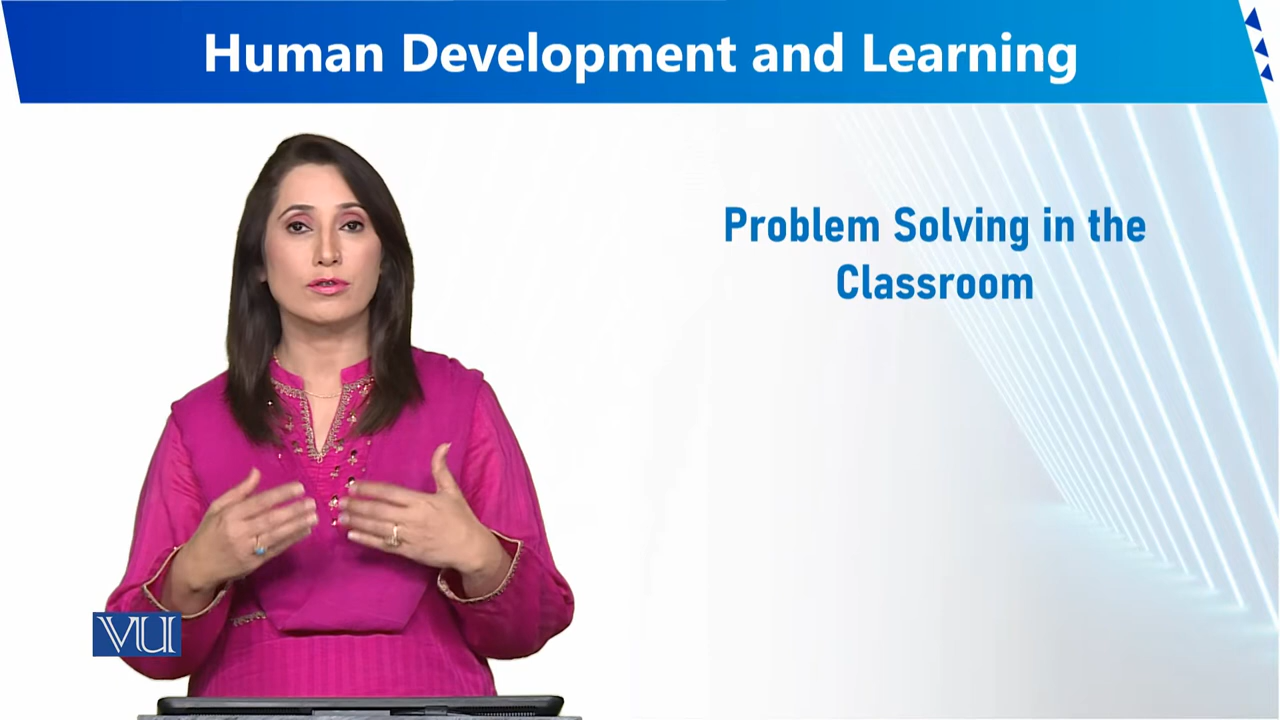 Human Development and Learning
Problem Solving in the
Classroom
VU